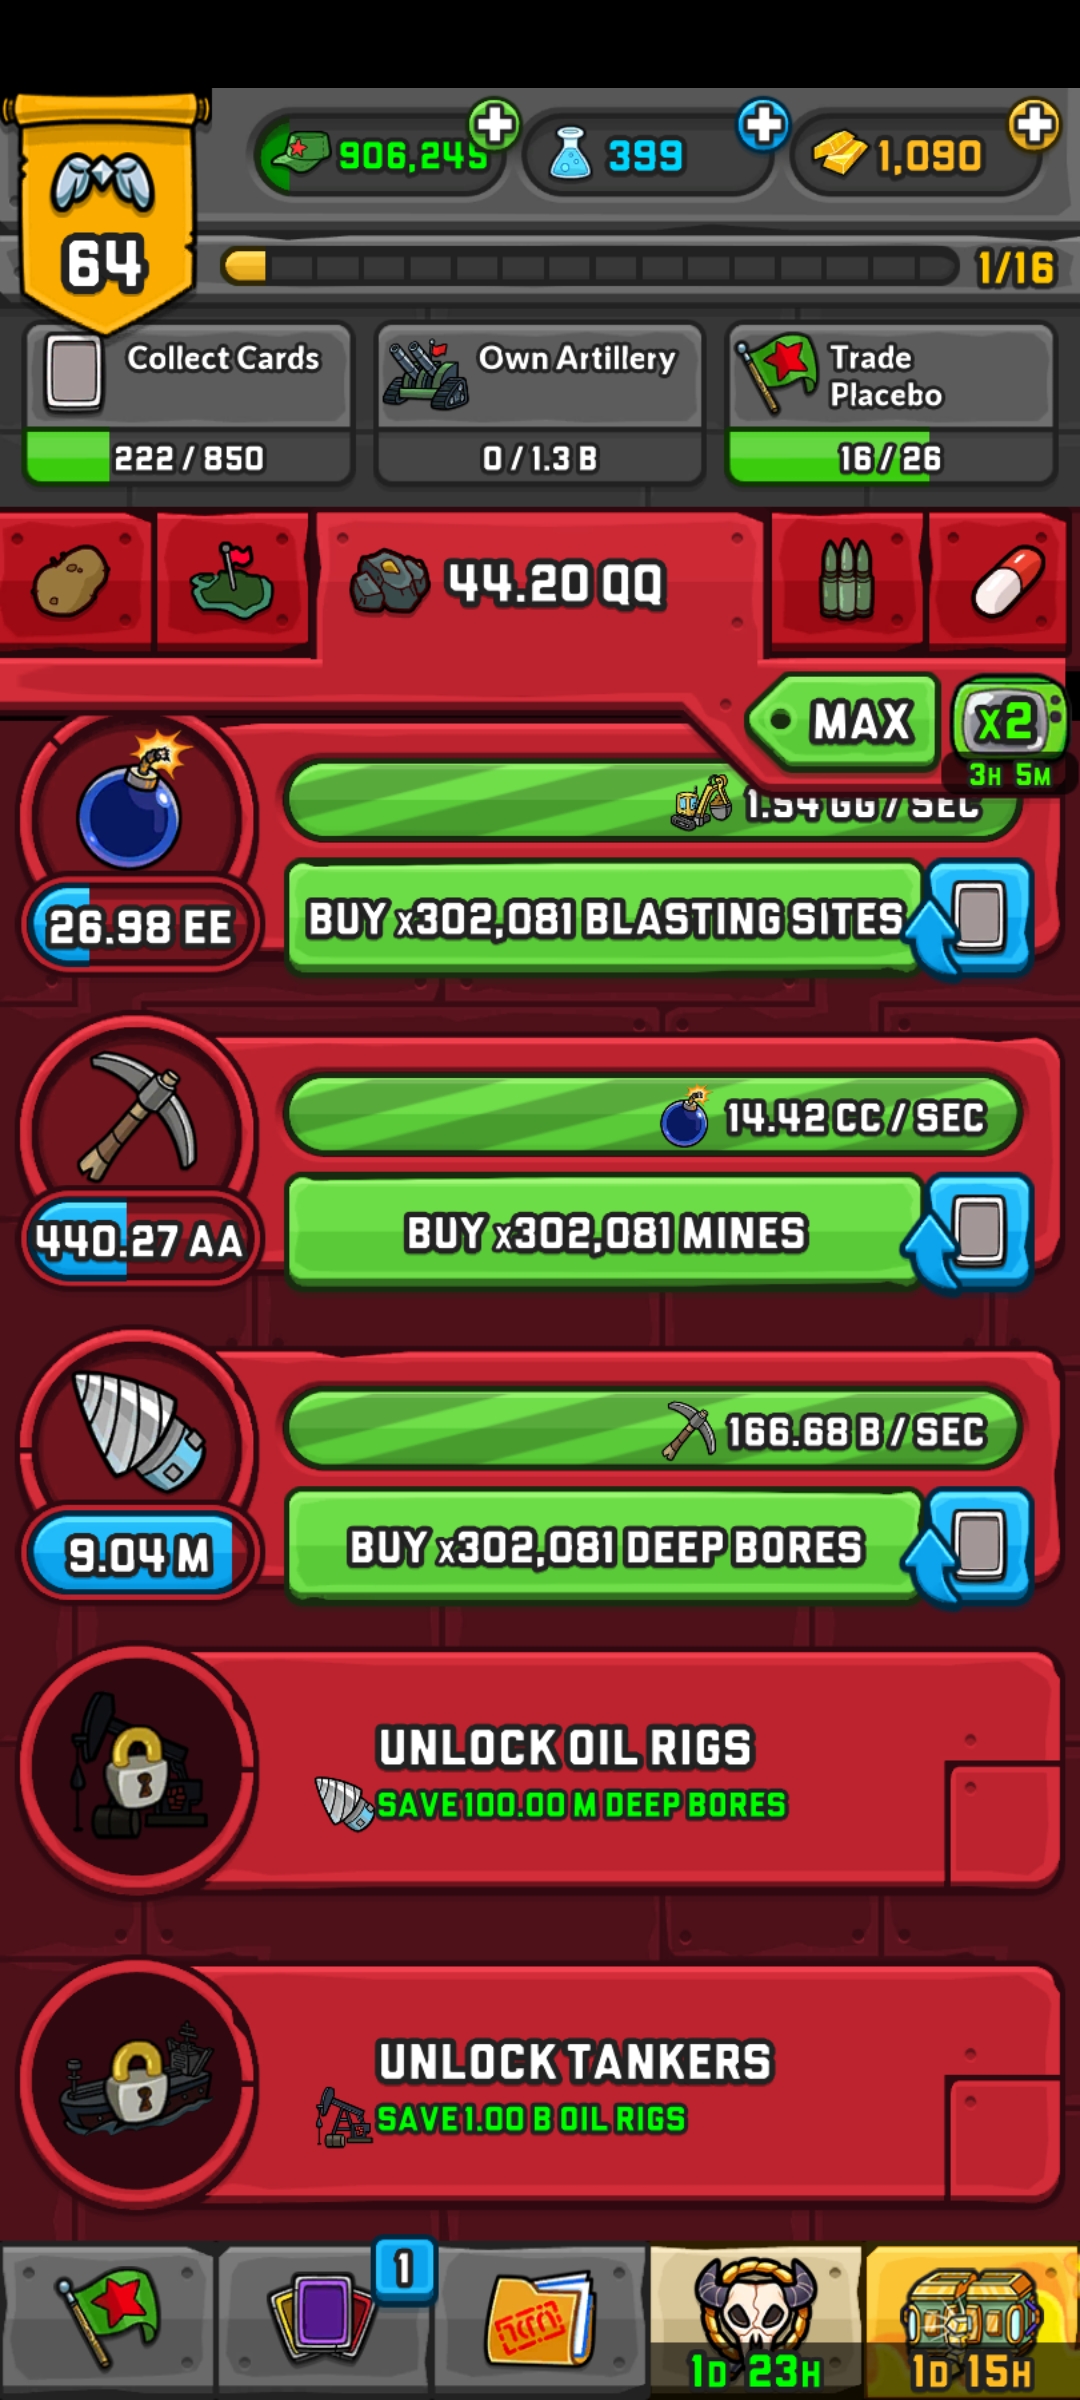 906,245
399
1,090
64
1/16
Collect Cards
Own Artillery
Trade
Placebo
222 / 850
0 / 1.3 B
16 / 26
44.20 QQ
MAX
x2
3H 5M
/ SEC
26.98 EE
BUY x302,081 BLASTING SITES
14.42 CC / SEC
440.27 AA
BUY x302,081 MINES
166.68 B / SEC
9.04 M
BUY x302,081 DEEP BORES
UNLOCK OIL RIGS
SAVE 100.00 M DEEP BORES
UNLOCK TANKERS
SAVE 1.00 B OIL RIGS
1
1D 23H
1D 15H